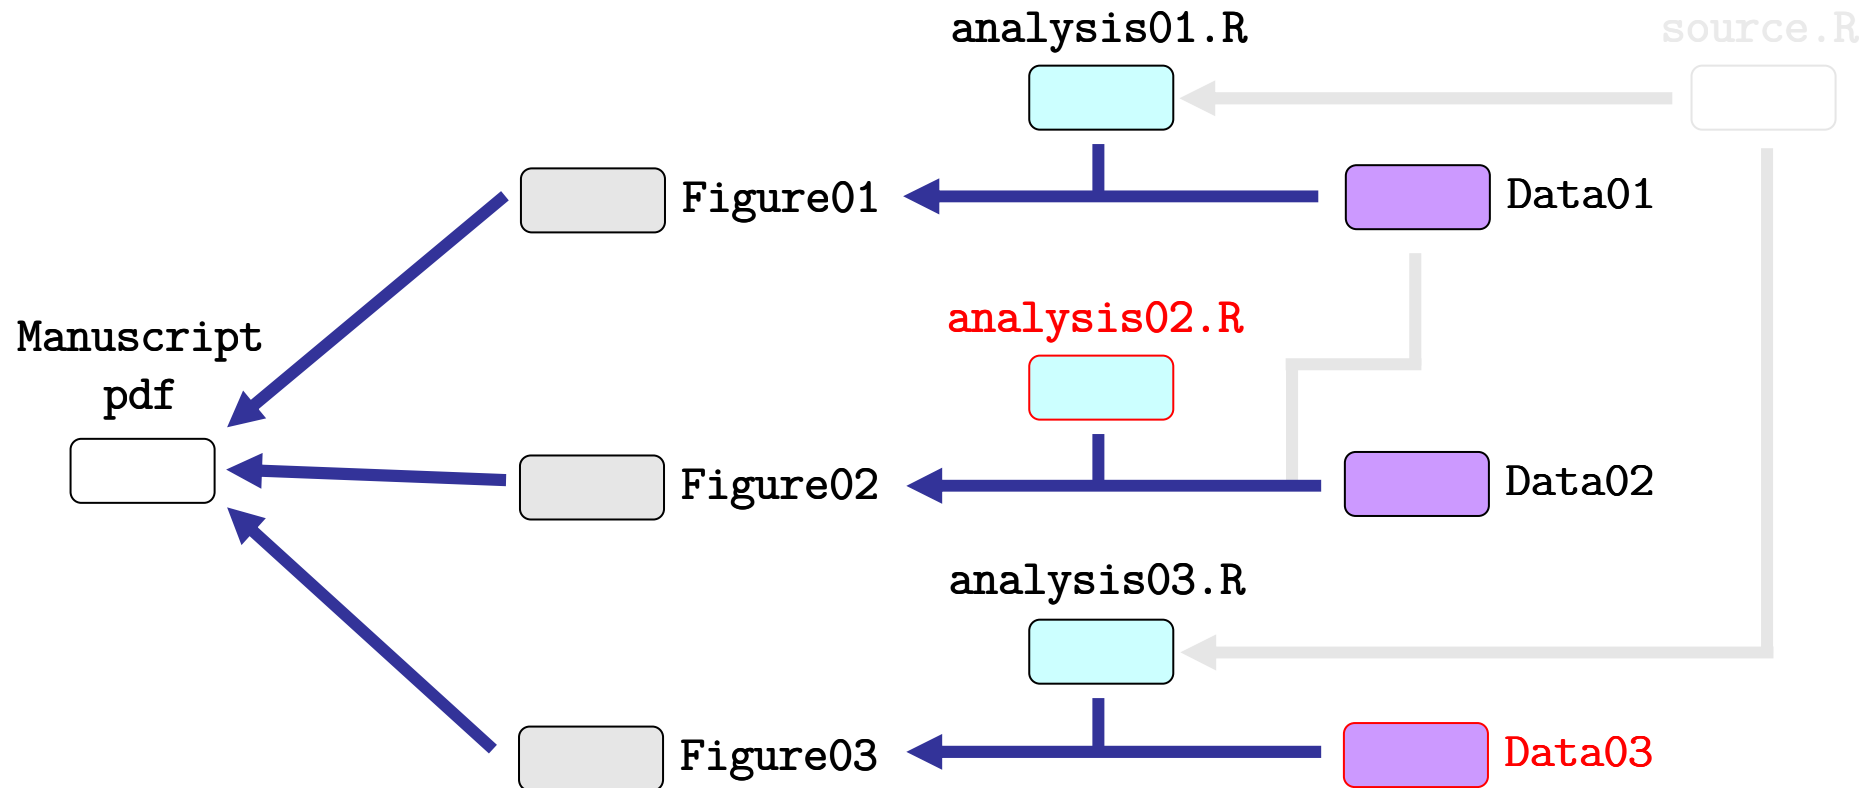 analysis01.R
source.R
Figure01
Data01
analysis02.R
Manuscript
pdf
Figure02
Data02
analysis03.R
Figure03
Data03